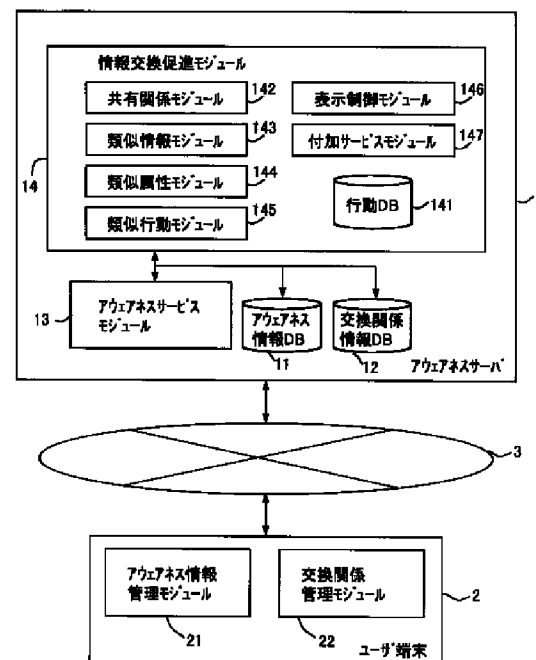 情報交換促進モジュール
共有関係モジュール
142
表示制御モジュール
146
類似情報モジュール
143
付加サービスモジュール
147
14
類似属性モジュール
144
行動DB
141
類似行動モジュール
145
13
アウェアネスサービス
モジュール
アウェアネス
情報DB
11
交換関係
情報DB
12
アウェアネスサーバ
3
アウェアネス情報
管理モジュール
21
交換関係
管理モジュール
22
2
ユーザ端末